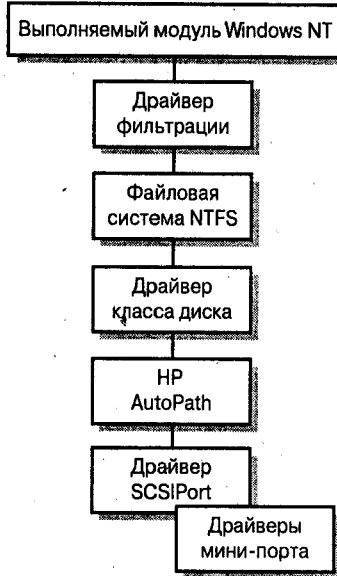 Выполняемый модуль Windows NT
Драйвер
фильтрации
Файловая
система NTFS
Драйвер
класса диска
HP
AutoPath
Драйвер
SCSIPort
Драйверы
мини-порта